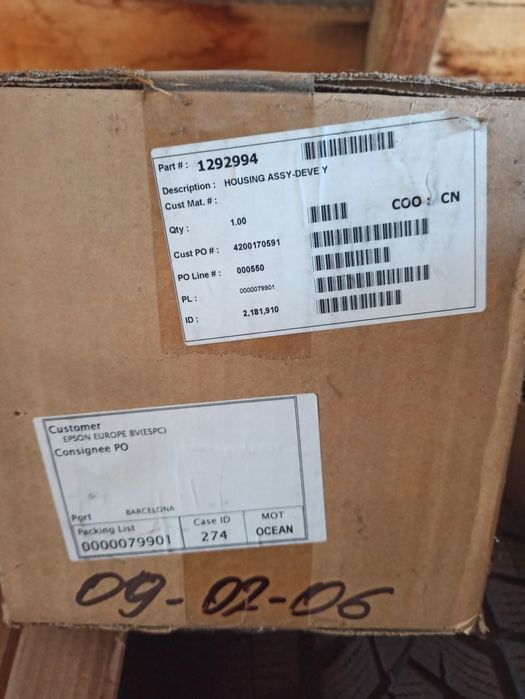 Part # : 1292994
Description : HOUSING ASSY-DEVE Y
Cust Mat. # :
COO : CN
Qty : 1.00
Cust PO # : 4200170591
PO Line # : 000550
PL : 0000079901
ID : 2,181,910
Customer
EPSON EUROPE BV(ESPC)
Consignee PO
Port BARCELONA
Packing List Case ID MOT
0000079901 274 OCEAN
09-02-06